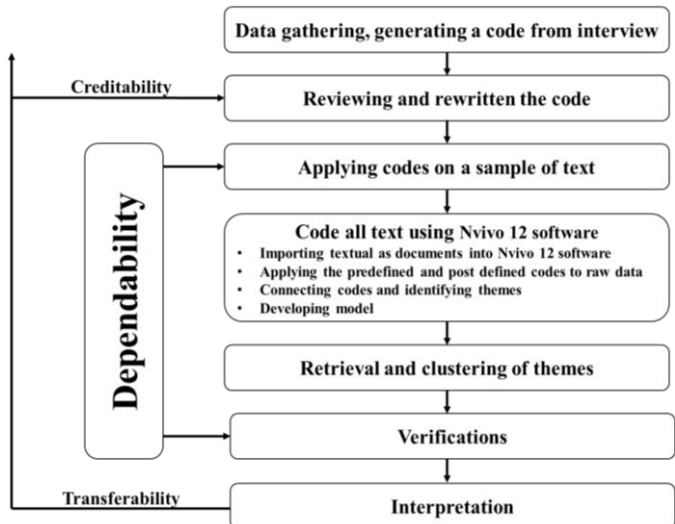 Data gathering, generating a code from interview
Creditability
Reviewing and rewritten the code
Applying codes on a sample of text
Dependability
Code all text using Nvivo 12 software
• Importing textual as documents into Nvivo 12 software
• Applying the predefined and post defined codes to raw data
• Connecting codes and identifying themes
• Developing model
Retrieval and clustering of themes
Verifications
Transferability
Interpretation